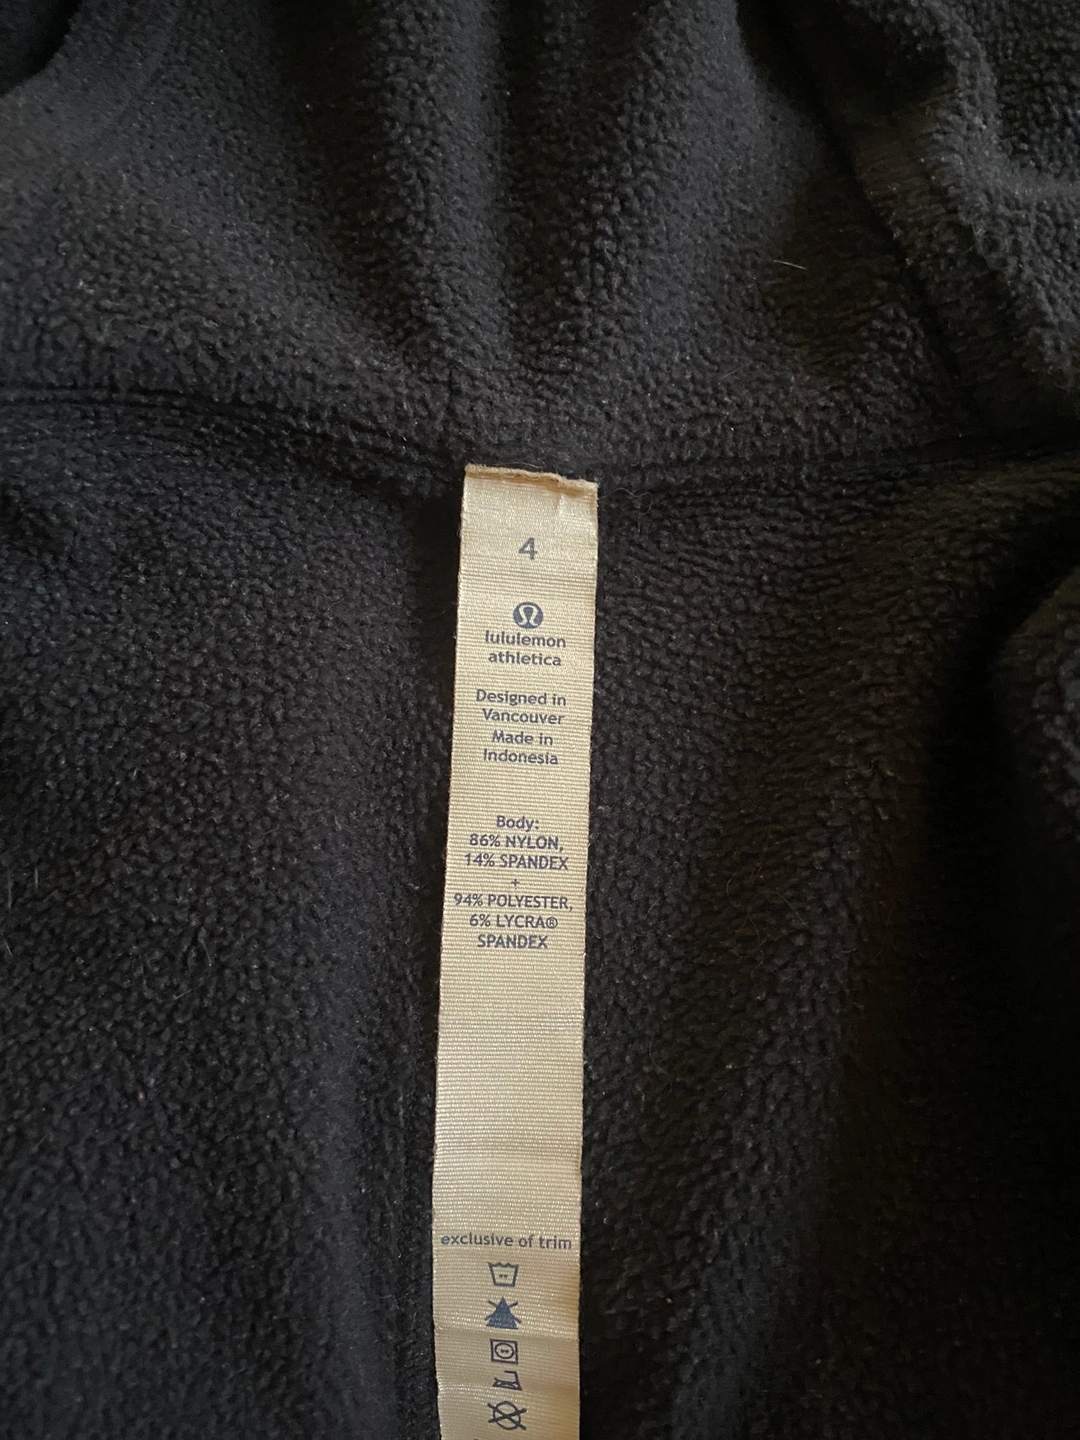 4
lululemon
athletica
Designed in
Vancouver
Made in
Indonesia
Body:
86% NYLON,
14% SPANDEX
+
94% POLYESTER,
6% LYCRA®
SPANDEX
exclusive of trim